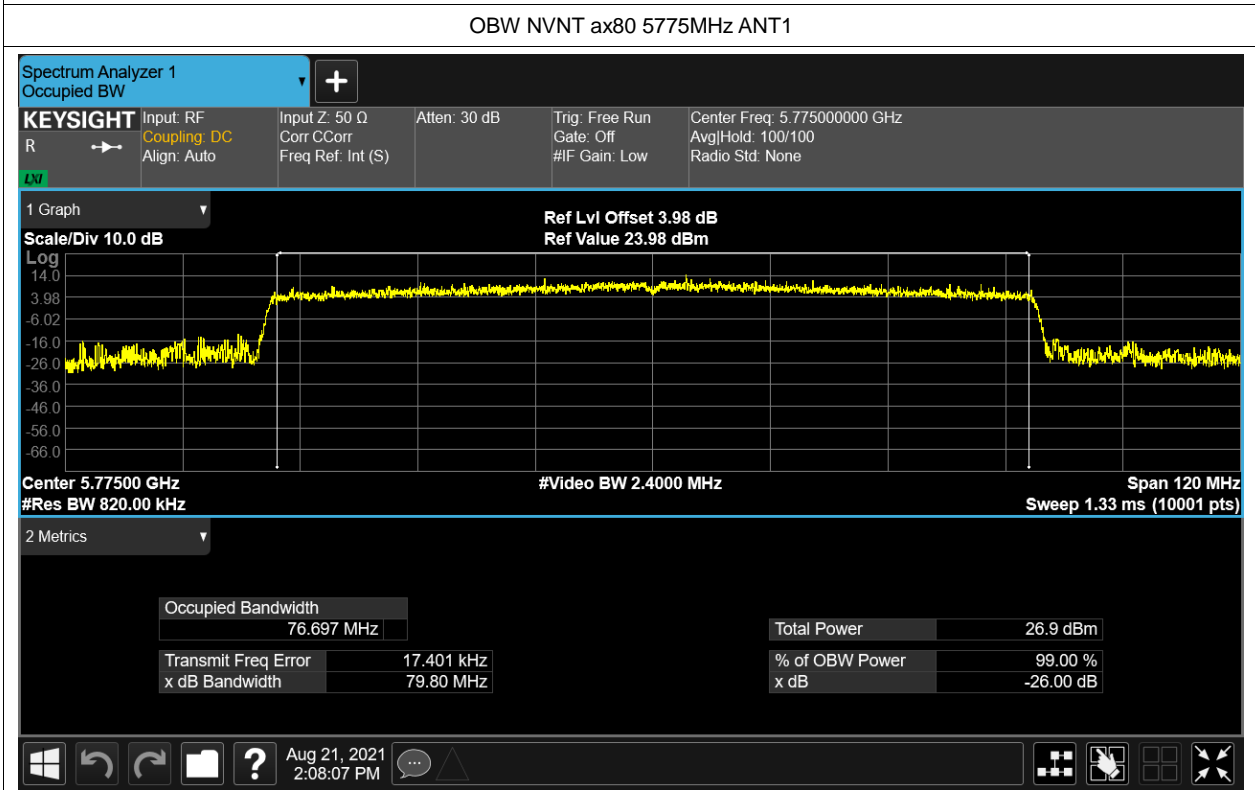 OBW NVNT ax80 5775MHz ANT1
Spectrum Analyzer 1
Occupied BW
KEYSIGHT
R
LXI
Input: RF
Coupling: DC
Align: Auto
Input Z: 50 Ω
Corr CCorr
Freq Ref: Int (S)
Atten: 30 dB
Trig: Free Run
Gate: Off
#IF Gain: Low
Center Freq: 5.775000000 GHz
Avg|Hold: 100/100
Radio Std: None
1 Graph
Scale/Div 10.0 dB
Ref Lvl Offset 3.98 dB
Ref Value 23.98 dBm
Log
14.0
3.98
-6.02
-16.0
-26.0
-36.0
-46.0
-56.0
-66.0
Center 5.77500 GHz
#Res BW 820.00 kHz
#Video BW 2.4000 MHz
Span 120 MHz
Sweep 1.33 ms (10001 pts)
2 Metrics
Occupied Bandwidth
76.697 MHz
Transmit Freq Error 17.401 kHz
x dB Bandwidth 79.80 MHz
Total Power 26.9 dBm
% of OBW Power 99.00 %
x dB -26.00 dB
?
Aug 21, 2021
2:08:07 PM